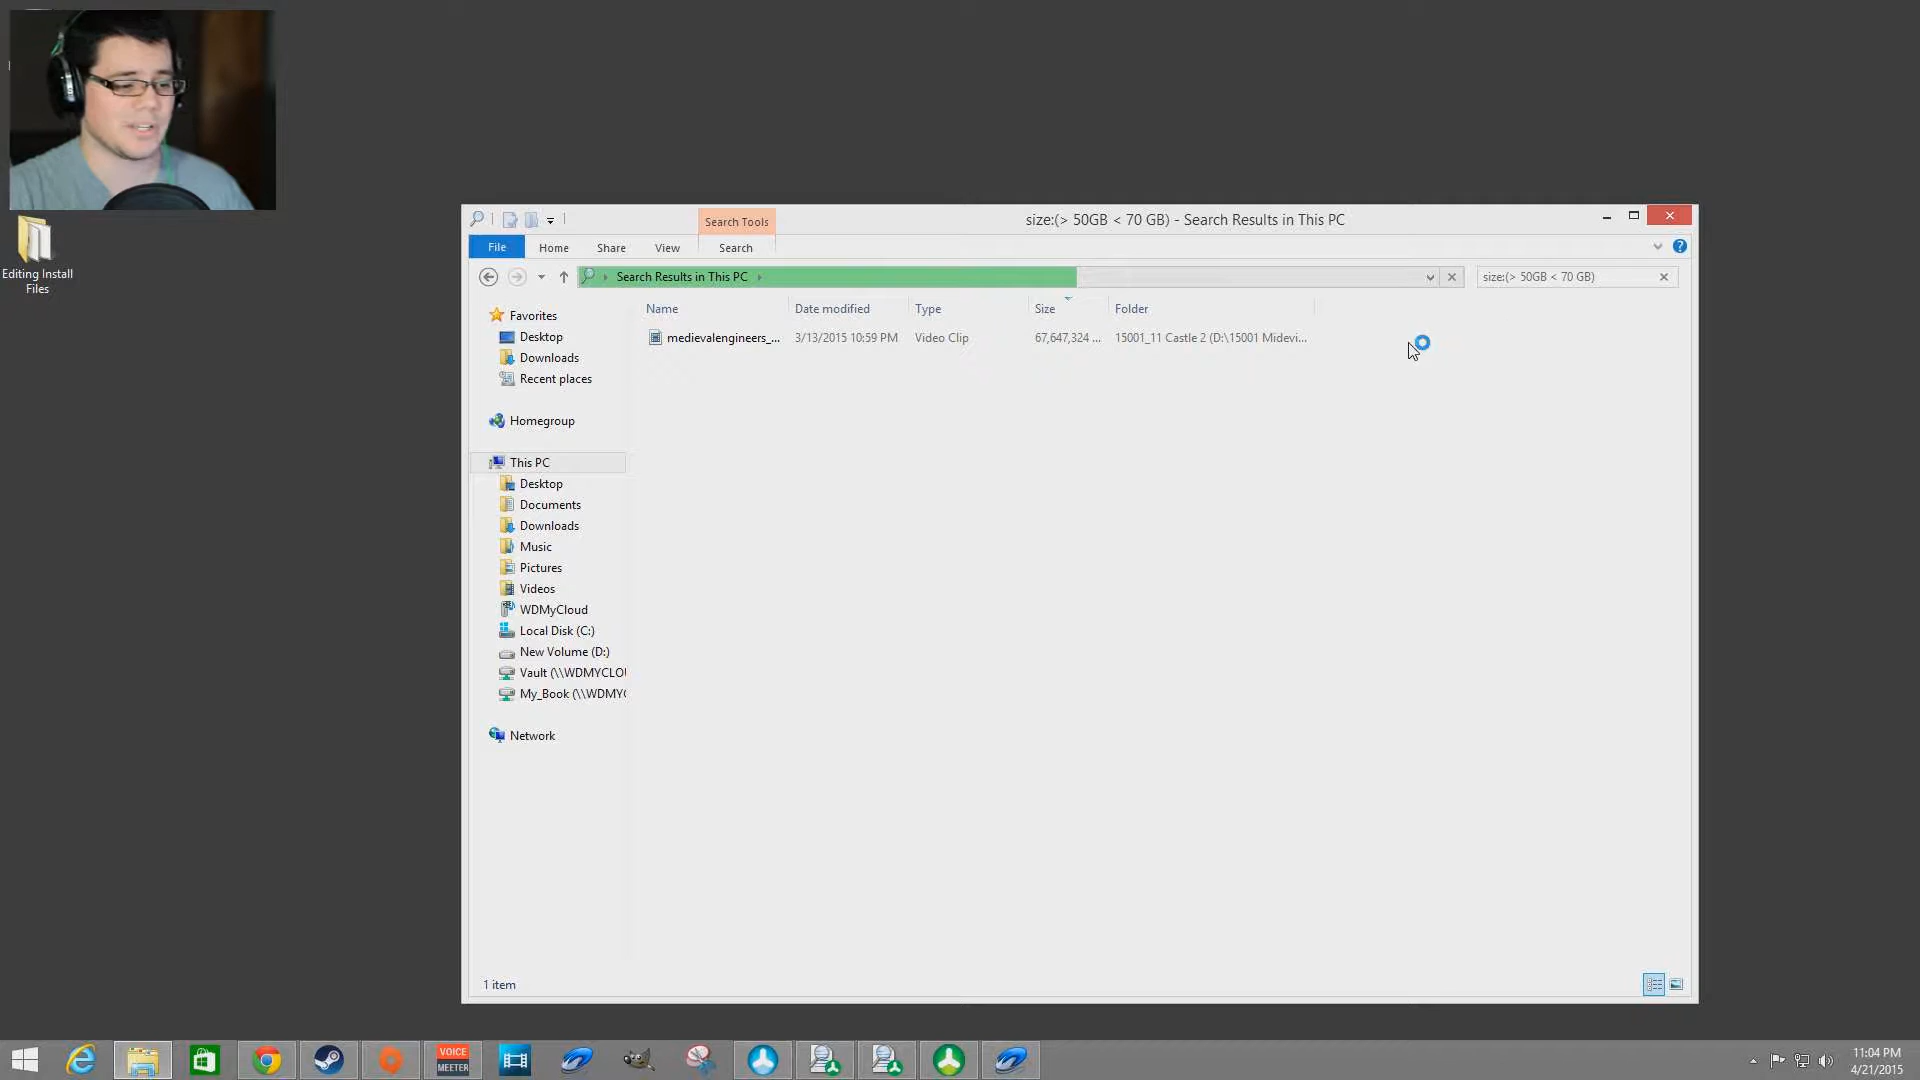 Editing Install
Files
Search Tools
size:(> 50GB < 70 GB) - Search Results in This PC
File
Home
Share
View
Search
Search Results in This PC
size:(> 50GB < 70 GB)
Name
Date modified
Type
Size
Folder
medievalengineers_...
3/13/2015 10:59 PM
Video Clip
67,647,324 ...
15001_11 Castle 2 (D:\15001 Midevi...
Favorites
Desktop
Downloads
Recent places
Homegroup
This PC
Desktop
Documents
Downloads
Music
Pictures
Videos
WDMyCloud
Local Disk (C:)
New Volume (D:)
Vault (\\WDMYCLOU
My_Book (\\WDMYC
Network
1 item
VOICE
MEETER
11:04 PM
4/21/2015